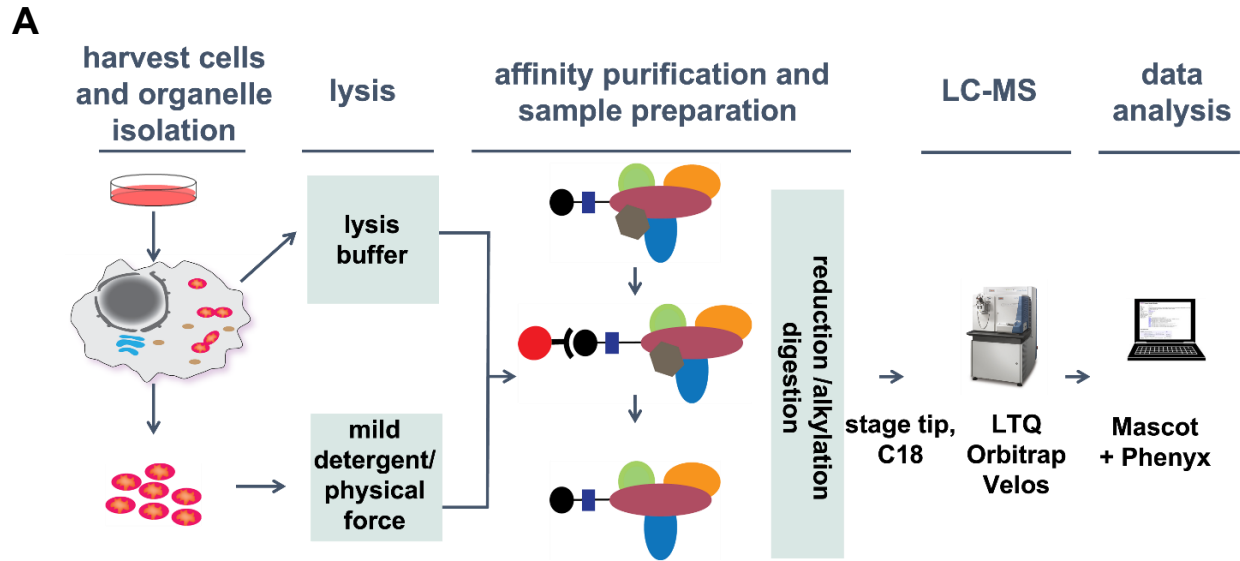 A
harvest cells
and organelle
isolation
lysis
affinity purification and
sample preparation
LC-MS
data
analysis
lysis
buffer
mild
detergent/
physical
force
reduction /alkylation
digestion
stage tip,
C18
LTQ
Orbitrap
Velos
Mascot
+ Phenyx